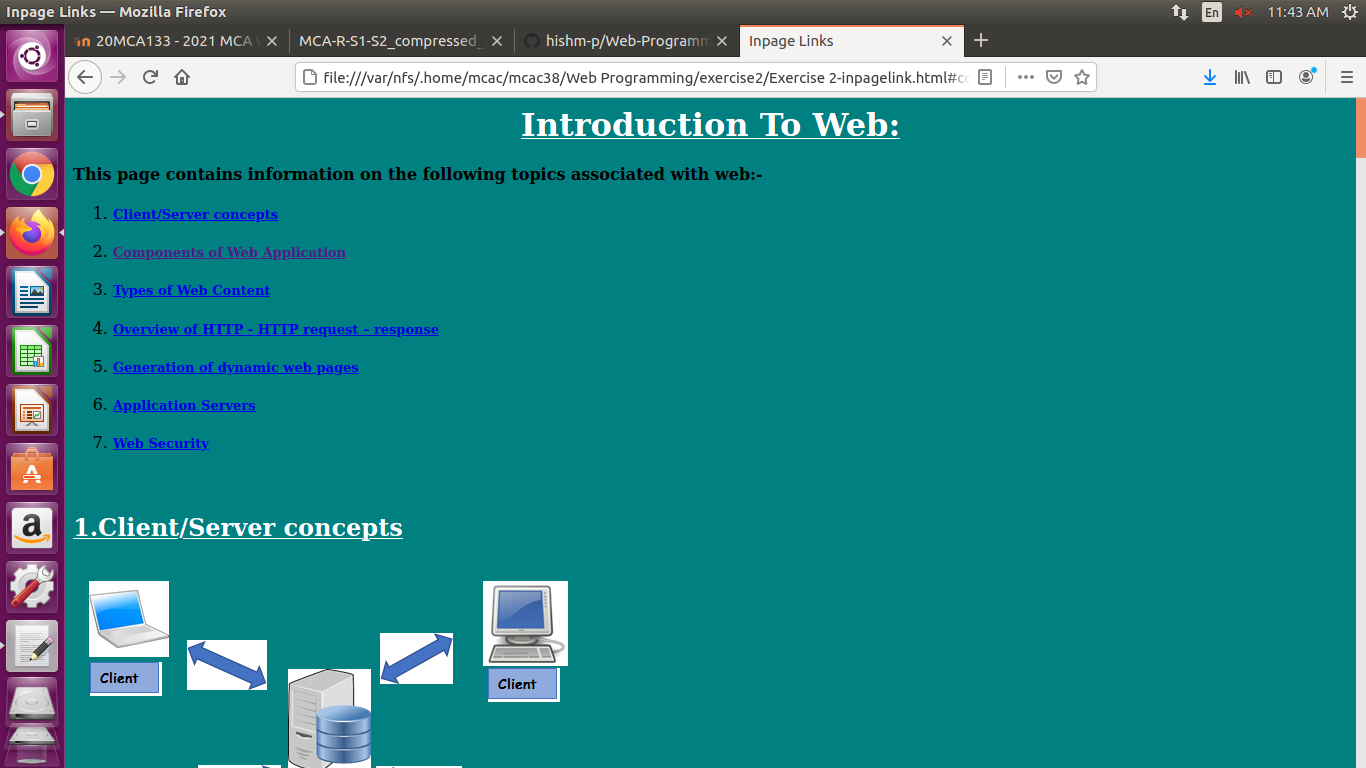 Inpage Links — Mozilla Firefox
En
11:43 AM
20MCA133 - 2021 MCA
MCA-R-S1-S2_compressed_
hishm-p/Web-Programm
Inpage Links
file:///var/nfs/.home/mcac/mcac38/Web Programming/exercise2/Exercise 2-inpagelink.html#co
Introduction To Web:
This page contains information on the following topics associated with web:-
1. Client/Server concepts
2. Components of Web Application
3. Types of Web Content
4. Overview of HTTP - HTTP request – response
5. Generation of dynamic web pages
6. Application Servers
7. Web Security
1.Client/Server concepts
Client
Client